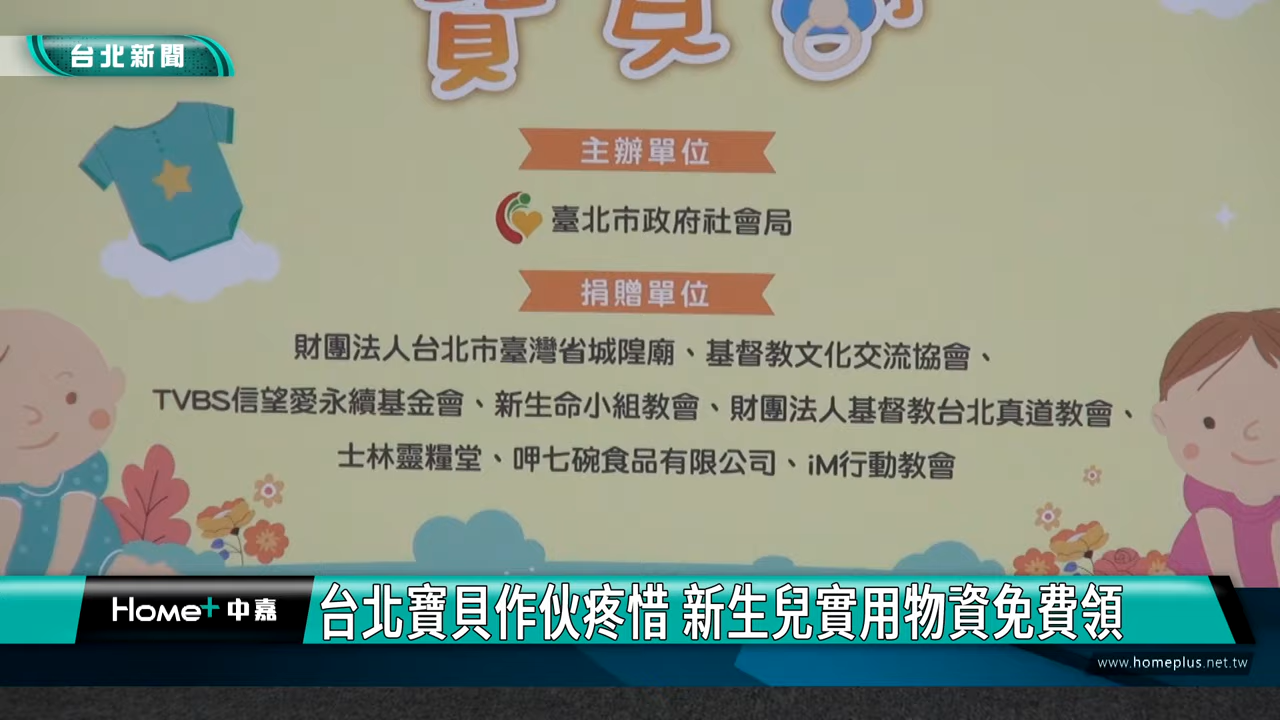 台北新聞
寶貝
主辦單位
臺北市政府社會局
捐贈單位
財團法人台北市臺灣省城隍廟、基督教文化交流協會、
TVBS信望愛永續基金會、新生命小組教會、財團法人基督教台北真道教會、
士林靈糧堂、呷七碗食品有限公司、iM行動教會
Home+中嘉
台北寶貝作伙疼惜 新生兒實用物資免費領
www.homeplus.net.tw